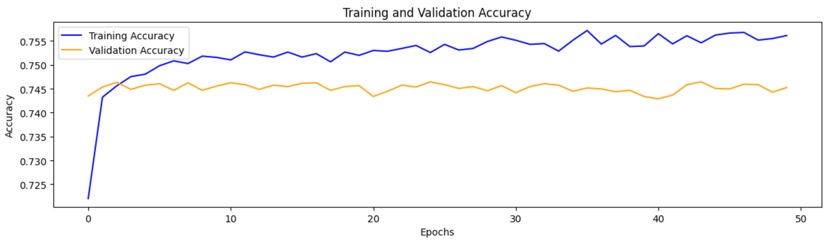 Training and Validation Accuracy
Training Accuracy
Validation Accuracy
0.755
0.750
0.745
0.740
0.735
0.730
0.725
Accuracy
0 10 20 30 40 50
Epochs